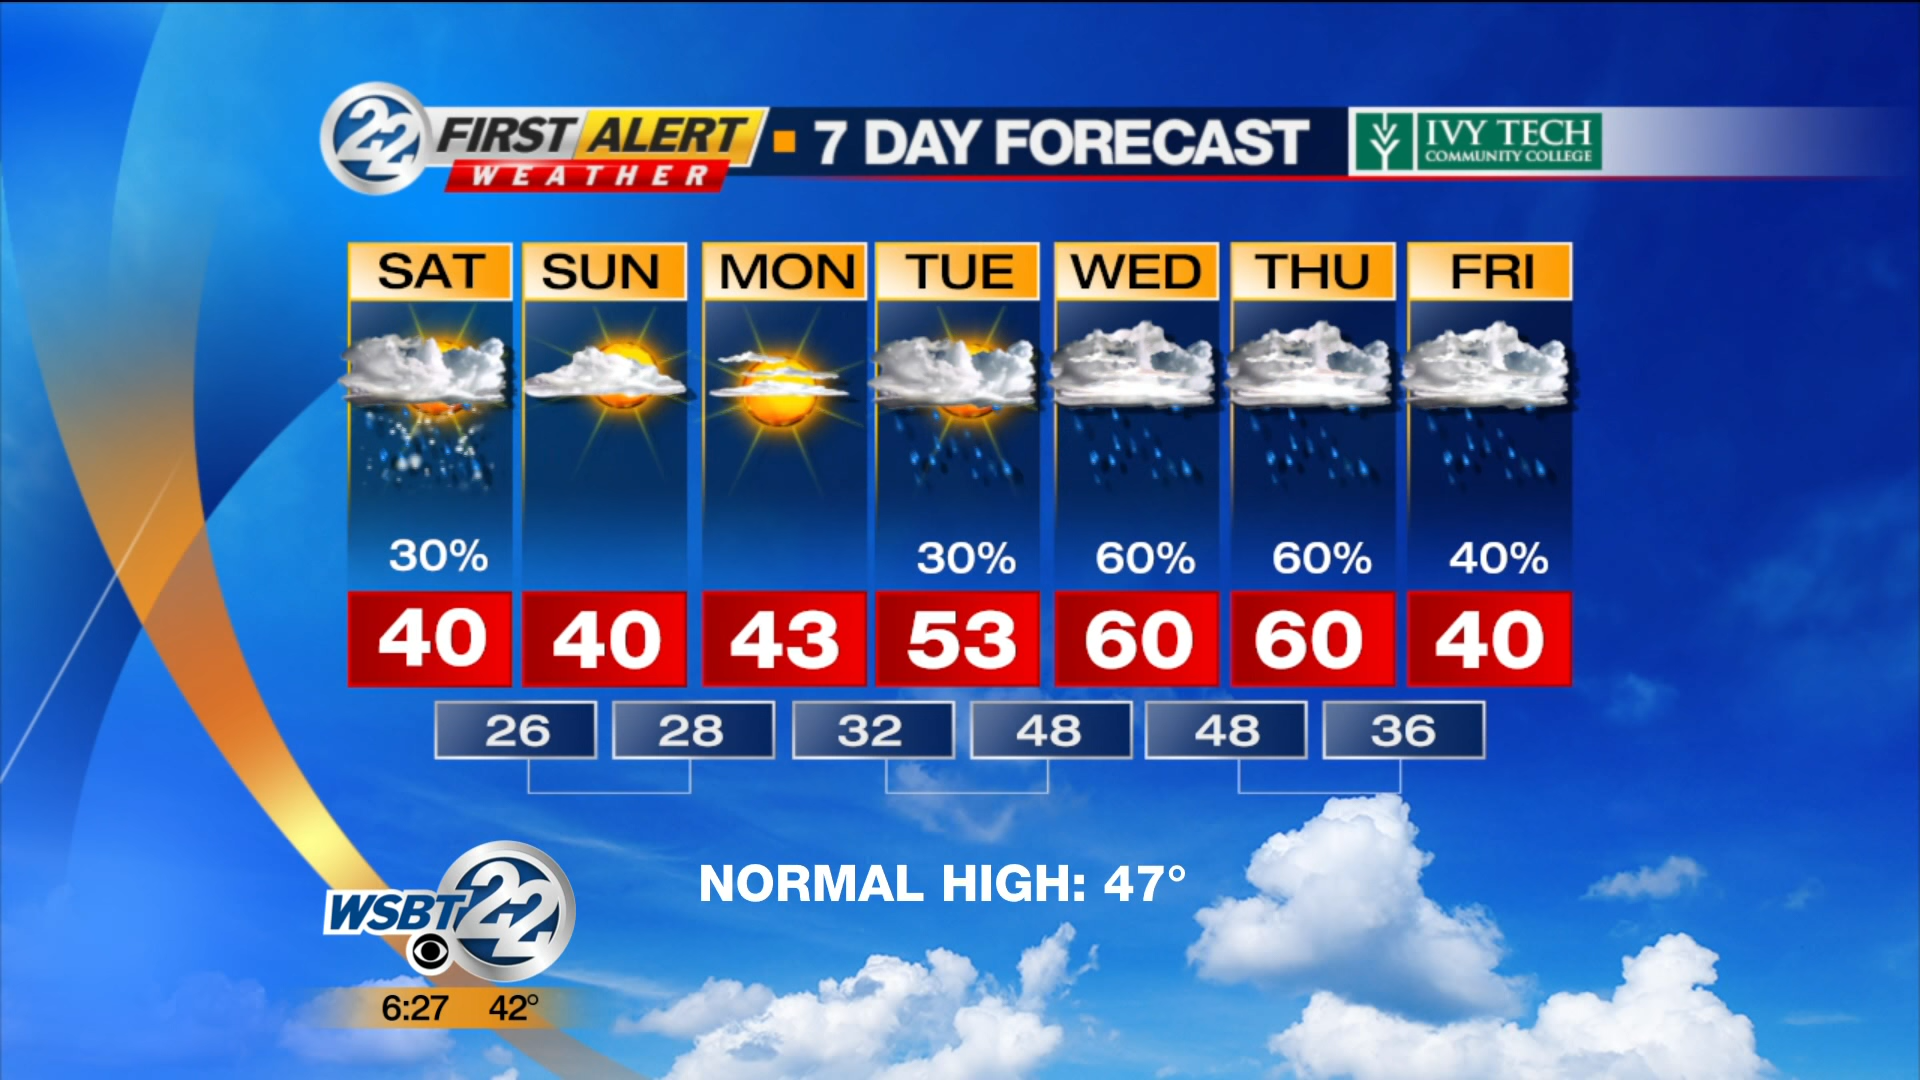 22 FIRST ALERT WEATHER ▪ 7 DAY FORECAST
IVY TECH
COMMUNITY COLLEGE
SAT SUN MON TUE WED THU FRI
30% 30% 60% 60% 40%
40 40 43 53 60 60 40
26 28 32 48 48 36
NORMAL HIGH: 47°
WSBT 22
6:27 42°